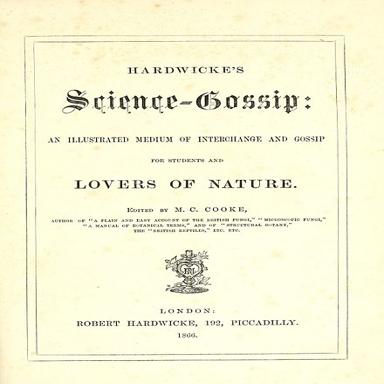 HARDWICKE'S
Science-Gossip:
AN ILLUSTRATED MEDIUM OF INTERCHANGE AND GOSSIP
FOR STUDENTS AND
LOVERS OF NATURE.
EDITED BY M. C. COOKE,
AUTHOR OF "A PLAIN AND EASY ACCOUNT OF THE BRITISH FUNGI," "MICROSCOPIC FUNGI,"
"A MANUAL OF BOTANICAL TERMS," AND OF "STRUCTURAL BOTANY,"
THE "BRITISH REPTILES," ETC. ETC.
LONDON:
ROBERT HARDWICKE, 192, PICCADILLY.
1866.